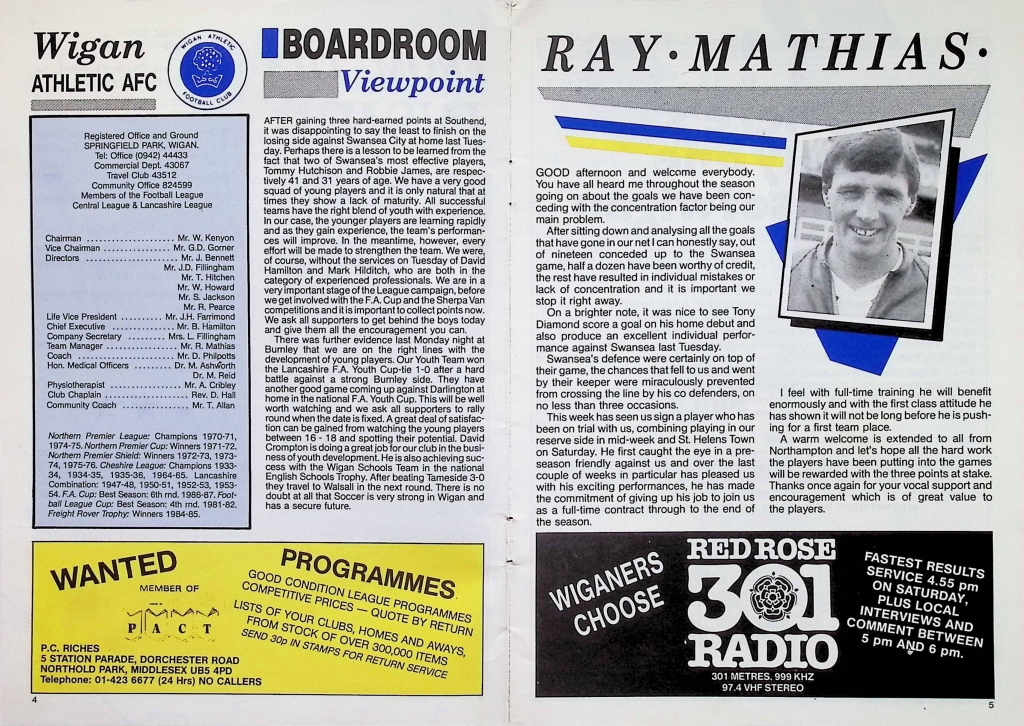 Wigan
ATHLETIC AFC
WIGAN ATHLETIC
FOOTBALL CLUB
Registered Office and Ground
SPRINGFIELD PARK, WIGAN.
Tel: Office (0942) 44433
Commercial Dept. 43067
Travel Club 43512
Community Office 824599
Members of the Football League
Central League & Lancashire League
Chairman ..................... Mr. W. Kenyon
Vice Chairman ................ Mr. G.D. Gorner
Directors ..................... Mr. J. Bennett
Mr. J.D. Fillingham
Mr. T. Hitchen
Mr. W. Howard
Mr. S. Jackson
Mr. R. Pearce
Life Vice President .......... Mr. J.H. Farrimond
Chief Executive .............. Mr. B. Hamilton
Company Secretary ......... Mrs. L. Fillingham
Team Manager ............... Mr. R. Mathias
Coach ........................ Mr. D. Philpotts
Hon. Medical Officers ....... Dr. M. Ashworth
Dr. M. Reid
Physiotherapist ............... Mr. A. Cribley
Club Chaplain .................. Rev. D. Hall
Community Coach .............. Mr. T. Allan
Northern Premier League: Champions 1970-71,
1974-75. Northern Premier Cup: Winners 1971-72.
Northern Premier Shield: Winners 1972-73, 1973-
74, 1975-76. Cheshire League: Champions 1933-
34, 1934-35, 1935-36, 1964-65. Lancashire
Combination: 1947-48, 1950-51, 1952-53, 1953-
54. F.A. Cup: Best Season: 6th rnd. 1986-87. Foot-
ball League Cup: Best Season: 4th rnd. 1981-82.
Freight Rover Trophy: Winners 1984-85.
BOARDROOM
Viewpoint
AFTER gaining three hard-earned points at Southend,
it was disappointing to say the least to finish on the
losing side against Swansea City at home last Tues-
day. Perhaps there is a lesson to be learned from the
fact that two of Swansea's most effective players,
Tommy Hutchison and Robbie James, are respec-
tively 41 and 31 years of age. We have a very good
squad of young players and it is only natural that at
times they show a lack of maturity. All successful
teams have the right blend of youth with experience.
In our case, the younger players are learning rapidly
and as they gain experience, the team's performan-
ces will improve. In the meantime, however, every
effort will be made to strengthen the team. We were,
of course, without the services on Tuesday of David
Hamilton and Mark Hilditch, who are both in the
category of experienced professionals. We are in a
very important stage of the League campaign, before
we get involved with the F.A. Cup and the Sherpa Van
competitions and it is important to collect points now.
We ask all supporters to get behind the boys today
and give them all the encouragement you can.
There was further evidence last Monday night at
Burnley that we are on the right lines with the
development of young players. Our Youth Team won
the Lancashire F.A. Youth Cup-tie 1-0 after a hard
battle against a strong Burnley side. They have
another good game coming up against Darlington at
home in the national F.A. Youth Cup. This will be well
worth watching and we ask all supporters to rally
round when the date is fixed. A great deal of satisfac-
tion can be gained from watching the young players
between 16 - 18 and spotting their potential. David
Crompton is doing a great job for our club in the busi-
ness of youth development. He is also achieving suc-
cess with the Wigan Schools Team in the national
English Schools Trophy. After beating Tameside 3-0
they travel to Walsall in the next round. There is no
doubt at all that Soccer is very strong in Wigan and
has a secure future.
WANTED
MEMBER OF
PACT
P.C. RICHES
5 STATION PARADE, DORCHESTER ROAD
NORTHOLD PARK, MIDDLESEX UB5 4PD
Telephone: 01-423 6677 (24 Hrs) NO CALLERS
PROGRAMMES
GOOD CONDITION LEAGUE PROGRAMMES
COMPETITIVE PRICES — QUOTE BY RETURN
LISTS OF YOUR CLUBS, HOMES AND AWAYS,
FROM STOCK OF OVER 300,000 ITEMS
SEND 30p IN STAMPS FOR RETURN SERVICE
4
RAY·MATHIAS·
GOOD afternoon and welcome everybody.
You have all heard me throughout the season
going on about the goals we have been con-
ceding with the concentration factor being our
main problem.
After sitting down and analysing all the goals
that have gone in our net I can honestly say, out
of nineteen conceded up to the Swansea
game, half a dozen have been worthy of credit,
the rest have resulted in individual mistakes or
lack of concentration and it is important we
stop it right away.
On a brighter note, it was nice to see Tony
Diamond score a goal on his home debut and
also produce an excellent individual perfor-
mance against Swansea last Tuesday.
Swansea's defence were certainly on top of
their game, the chances that fell to us and went
by their keeper were miraculously prevented
from crossing the line by his co defenders, on
no less than three occasions.
This week has seen us sign a player who has
been on trial with us, combining playing in our
reserve side in mid-week and St. Helens Town
on Saturday. He first caught the eye in a pre-
season friendly against us and over the last
couple of weeks in particular has pleased us
with his exciting performances, he has made
the commitment of giving up his job to join us
as a full-time contract through to the end of
the season.
I feel with full-time training he will benefit
enormously and with the first class attitude he
has shown it will not be long before he is push-
ing for a first team place.
A warm welcome is extended to all from
Northampton and let's hope all the hard work
the players have been putting into the games
will be rewarded with the three points at stake.
Thanks once again for your vocal support and
encouragement which is of great value to
the players.
WIGANERS
CHOOSE
RED ROSE
301
RADIO
301 METRES, 999 KHZ
97.4 VHF STEREO
FASTEST RESULTS
SERVICE 4.55 pm
ON SATURDAY,
PLUS LOCAL
INTERVIEWS AND
COMMENT BETWEEN
5 pm AND 6 pm.
5